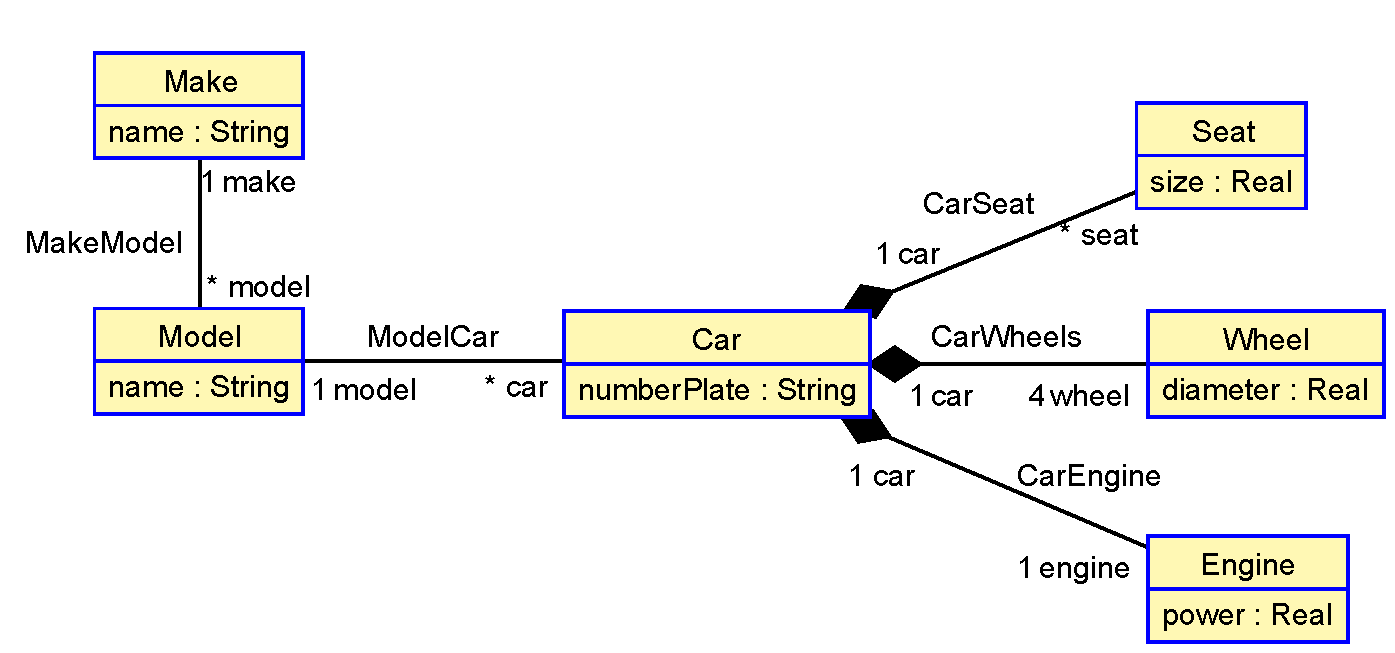 Make
name : String
1 make
MakeModel
* model
Model
name : String
ModelCar
1 model
* car
Car
numberPlate : String
CarSeat
1 car
* seat
Seat
size : Real
CarWheels
1 car
4 wheel
Wheel
diameter : Real
1 car
CarEngine
1 engine
Engine
power : Real